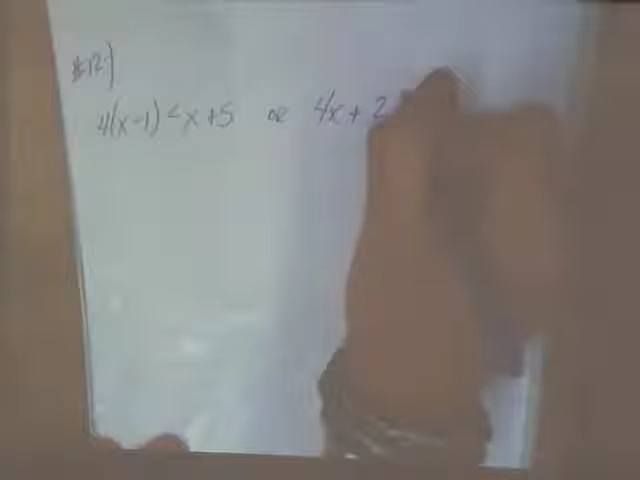 #12)
4(x-1) < x+5 or 4x + 2